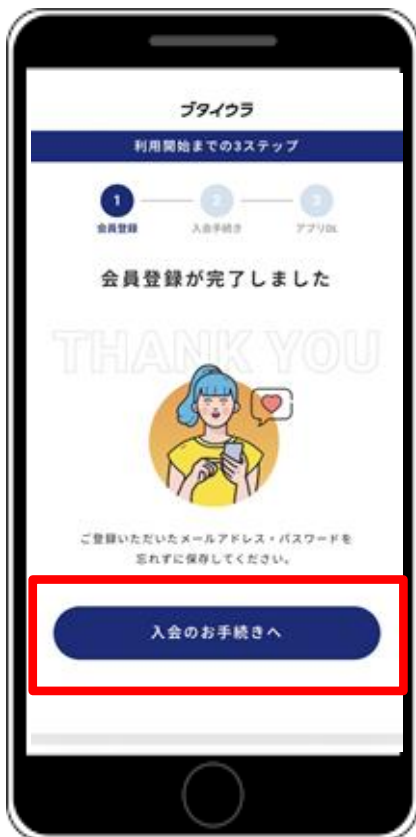 ブタイウラ
利用開始までの3ステップ
1
2
3
会員登録
入会手続き
アプリDL
会員登録が完了しました
THANK YOU
ご登録いただいたメールアドレス・パスワードを
忘れずに保存してください。
入会のお手続きへ